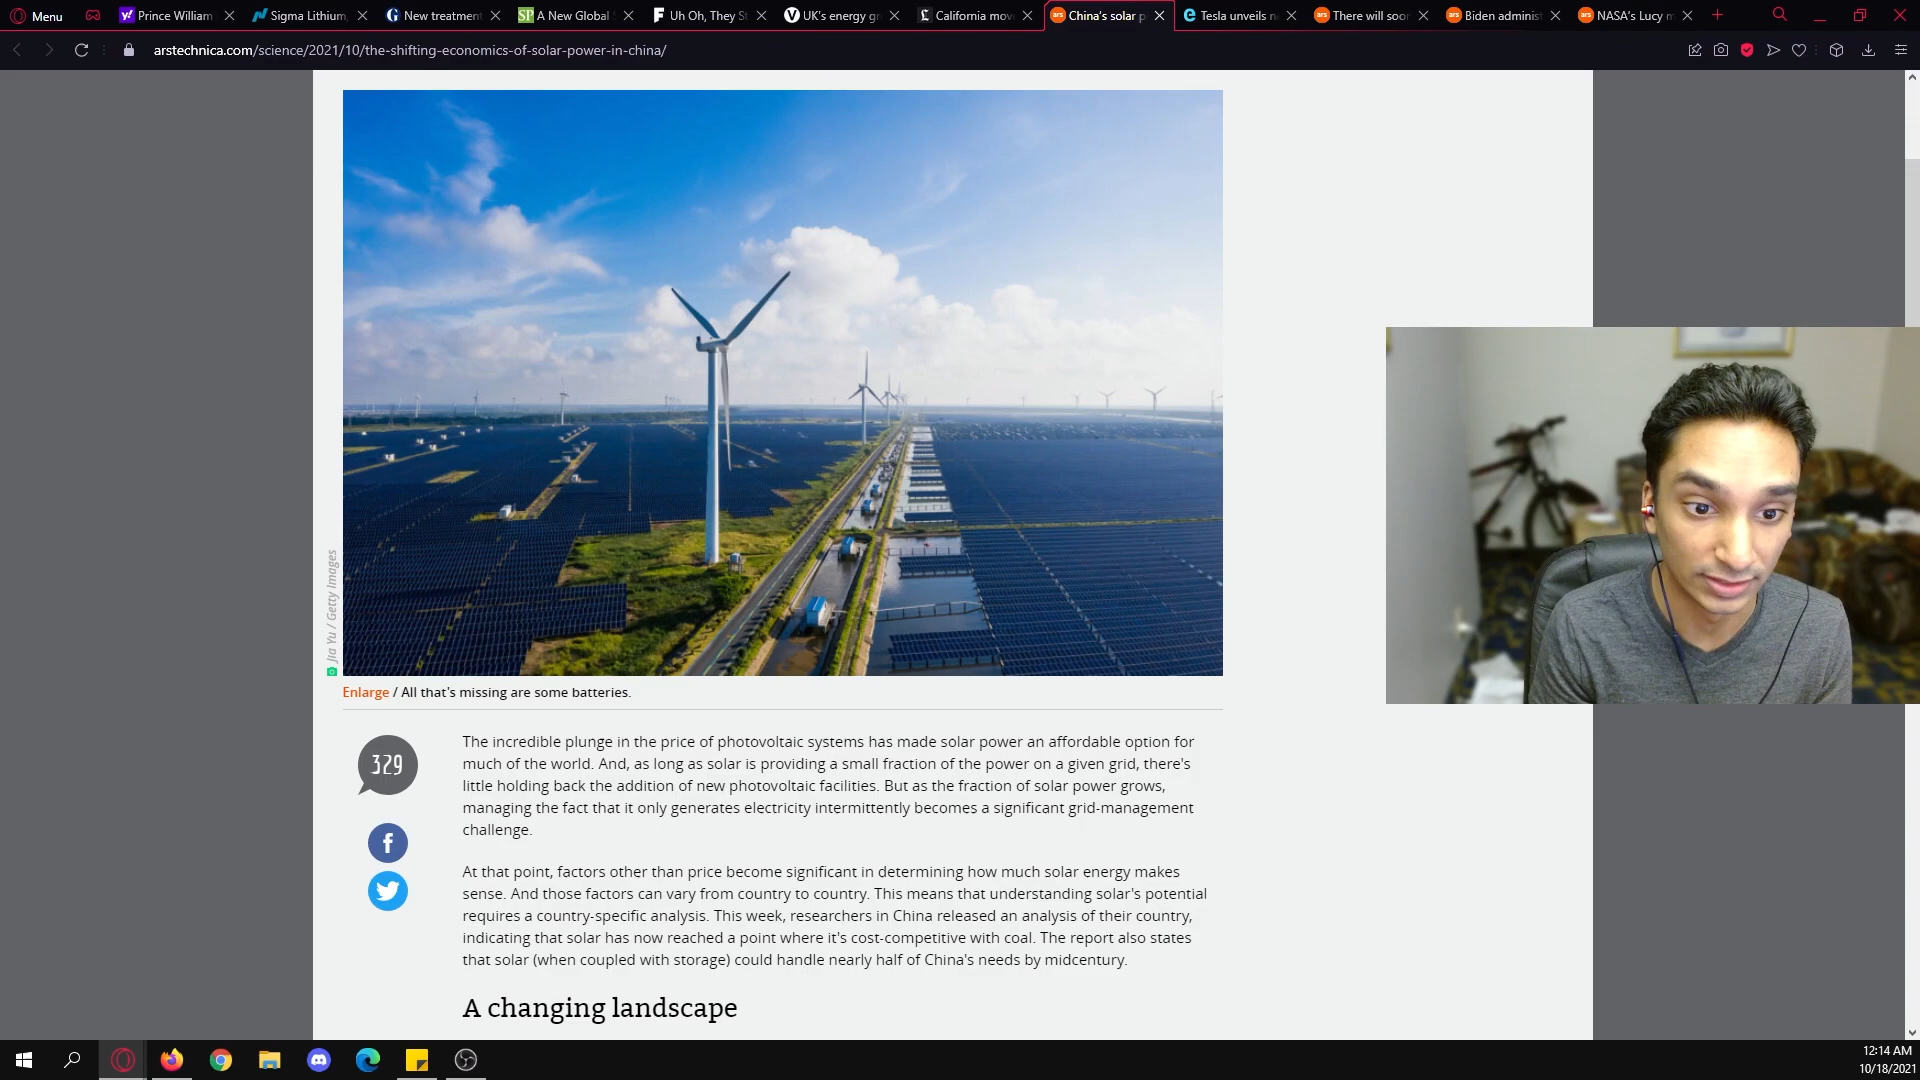 Menu
Prince William
Sigma Lithium,
New treatment
A New Global
Uh Oh, They S
UK's energy g
California mov
China's solar p
Tesla unveils n
There will soo
Biden adminis
NASA's Lucy m
arstechnica.com/science/2021/10/the-shifting-economics-of-solar-power-in-china/
Jia Yu / Getty Images
Enlarge / All that's missing are some batteries.
329
The incredible plunge in the price of photovoltaic systems has made solar power an affordable option for
much of the world. And, as long as solar is providing a small fraction of the power on a given grid, there's
little holding back the addition of new photovoltaic facilities. But as the fraction of solar power grows,
managing the fact that it only generates electricity intermittently becomes a significant grid-management
challenge.
At that point, factors other than price become significant in determining how much solar energy makes
sense. And those factors can vary from country to country. This means that understanding solar's potential
requires a country-specific analysis. This week, researchers in China released an analysis of their country,
indicating that solar has now reached a point where it's cost-competitive with coal. The report also states
that solar (when coupled with storage) could handle nearly half of China's needs by midcentury.
A changing landscape
12:14 AM
10/18/2021